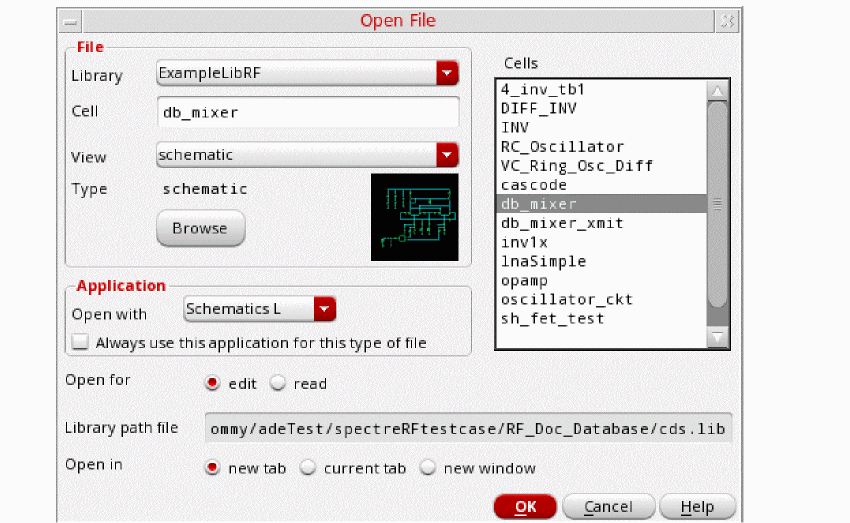 Open File
File
Library ExampleLibRF
Cell db_mixer
View schematic
Type schematic
Browse
Cells
4_inv_tb1
DIFF_INV
INV
RC_Oscillator
VC_Ring_Osc_Diff
cascode
db_mixer
db_mixer_xmit
inv1x
lnaSimple
opamp
oscillator_ckt
sh_fet_test
Application
Open with Schematics L
Always use this application for this type of file
Open for edit read
Library path file ommy/adeTest/spectreRFtestcase/RF_Doc_Database/cds.lib
Open in new tab current tab new window
OK Cancel Help